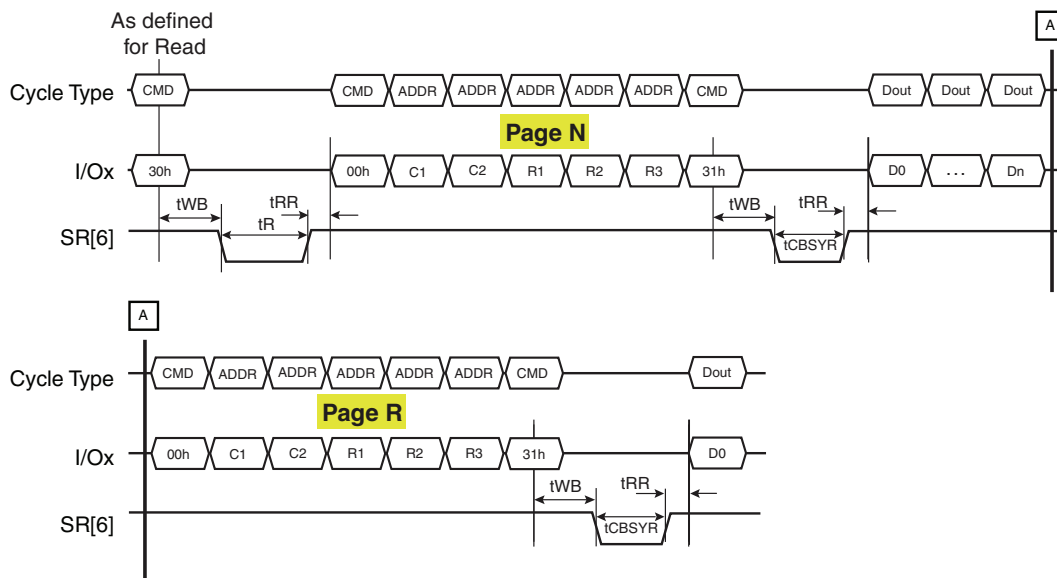 As defined
for Read
A
Cycle Type CMD CMD ADDR ADDR ADDR ADDR ADDR CMD Dout Dout Dout
Page N
I/Ox 30h 00h C1 C2 R1 R2 R3 31h D0 ... Dn
tWB tRR tWB tRR
tR tCBSYR
SR[6]
A
Cycle Type CMD ADDR ADDR ADDR ADDR ADDR CMD Dout
Page R
I/Ox 00h C1 C2 R1 R2 R3 31h D0
tWB tRR
tCBSYR
SR[6]